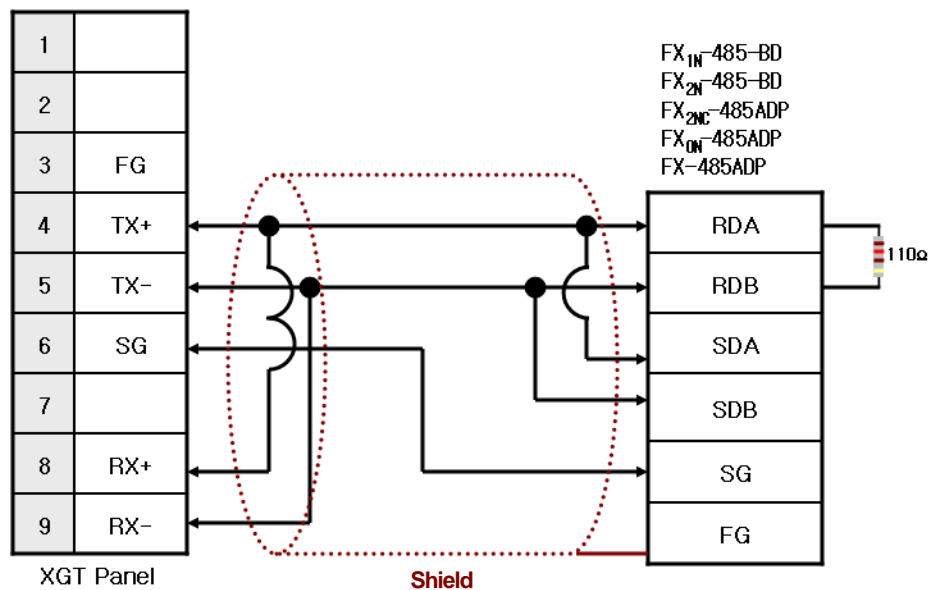 1
2
3 FG
4 TX+
5 TX-
6 SG
7
8 RX+
9 RX-
XGT Panel
Shield
FX1N-485-BD
FX2N-485-BD
FX2NC-485ADP
FX0N-485ADP
FX-485ADP
RDA
RDB
SDA
SDB
SG
FG
110Ω